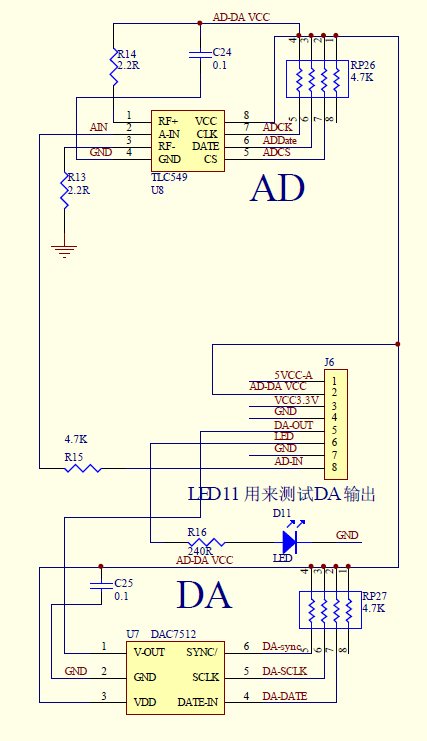 AD-DA VCC
R14
2.2R
C24
0.1
4 3 2 1
RP26
4.7K
5 6 7 8
AIN
GND
1 RF+ VCC 8
2 A-IN CLK 7 ADCK
3 RF- DATE 6 ADDate
4 GND CS 5 ADCS
TLC549
U8
R13
2.2R
AD
J6
5VCC-A 1
AD-DA VCC 2
VCC3.3V 3
GND 4
DA-OUT 5
LED 6
GND 7
AD-IN 8
4.7K
R15
LED11 用来测试DA 输出
D11
R16
240R
LED
GND
AD-DA VCC
C25
0.1
DA
4 3 2 1
RP27
4.7K
5 6 7 8
U7 DAC7512
1 V-OUT SYNC/ 6 DA-sync
GND 2 GND SCLK 5 DA-SCLK
3 VDD DATE-IN 4 DA-DATE